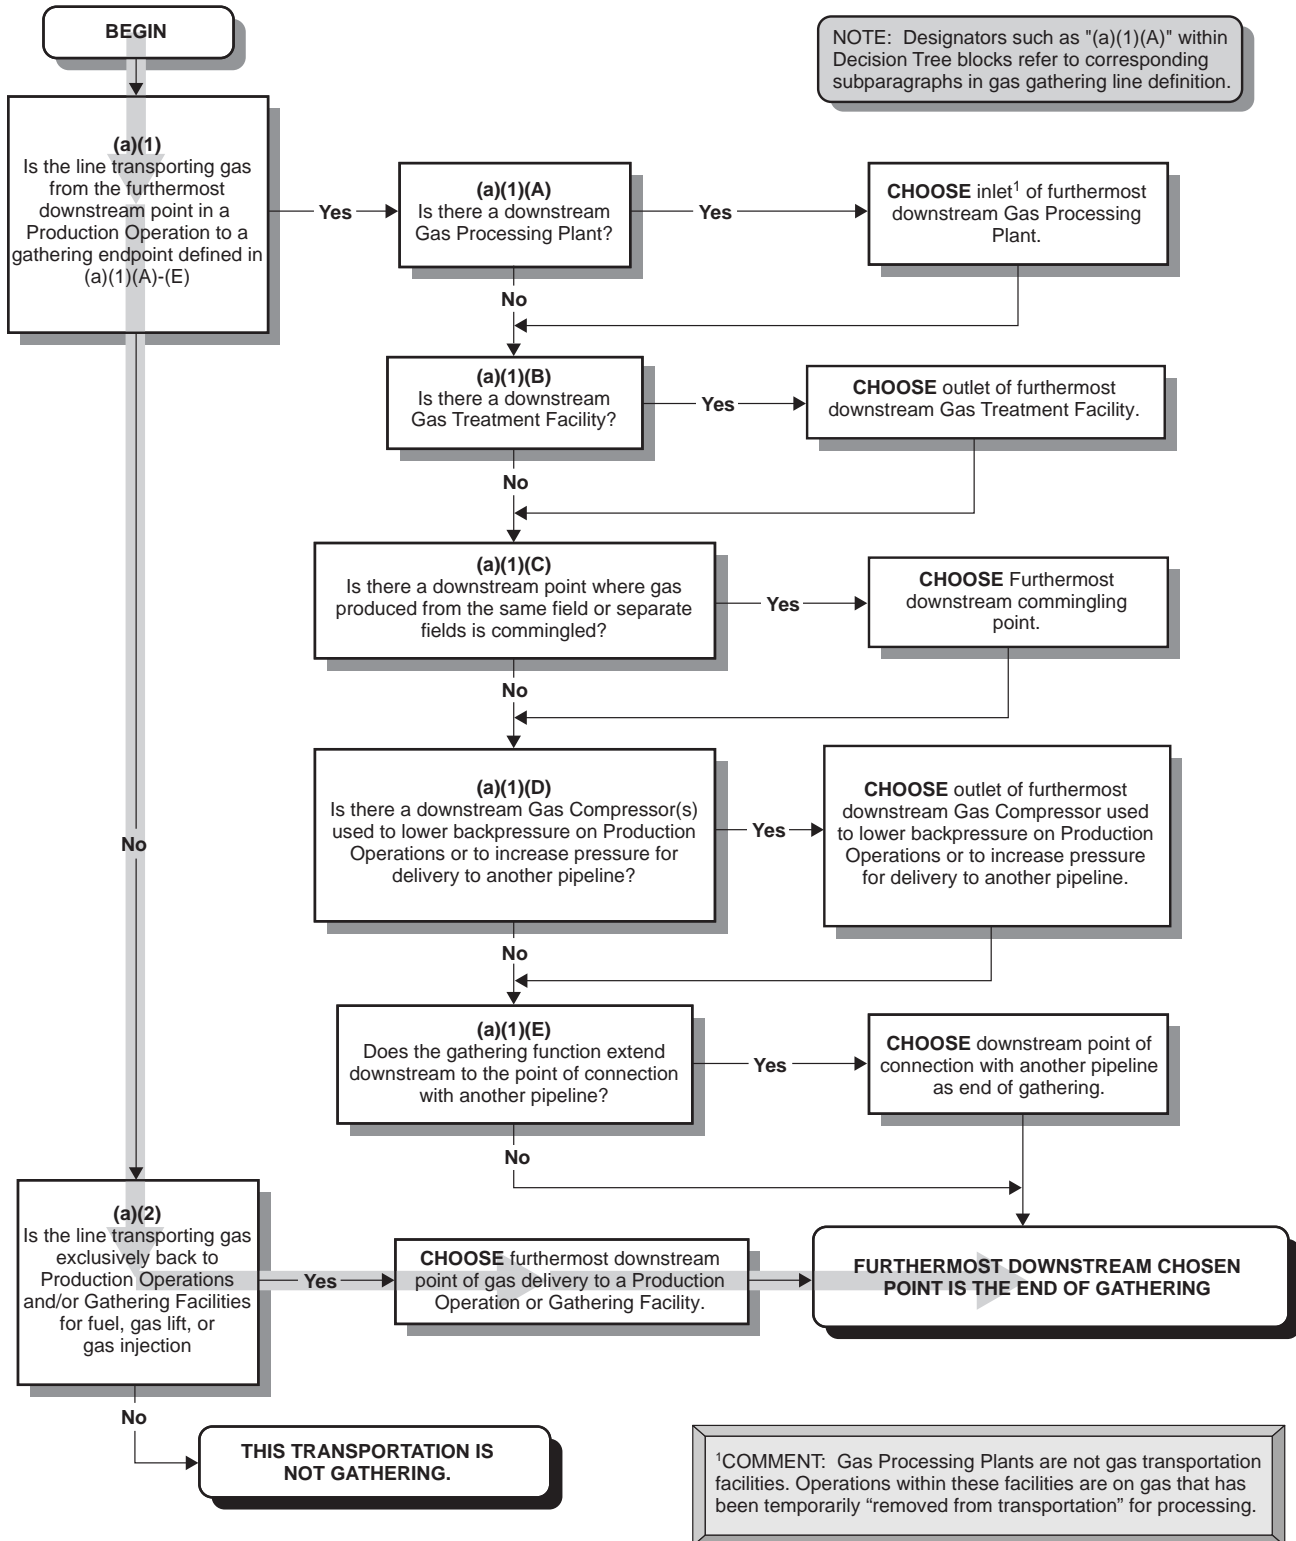 BEGIN
NOTE: Designators such as "(a)(1)(A)" within
Decision Tree blocks refer to corresponding
subparagraphs in gas gathering line definition.
(a)(1)
Is the line transporting gas
from the furthermost
downstream point in a
Production Operation to a
gathering endpoint defined in
(a)(1)(A)-(E)
Yes
(a)(1)(A)
Is there a downstream
Gas Processing Plant?
Yes
CHOOSE inlet¹ of furthermost
downstream Gas Processing
Plant.
No
(a)(1)(B)
Is there a downstream
Gas Treatment Facility?
Yes
CHOOSE outlet of furthermost
downstream Gas Treatment Facility.
No
(a)(1)(C)
Is there a downstream point where gas
produced from the same field or separate
fields is commingled?
Yes
CHOOSE Furthermost
downstream commingling
point.
No
(a)(1)(D)
Is there a downstream Gas Compressor(s)
used to lower backpressure on Production
Operations or to increase pressure for
delivery to another pipeline?
Yes
CHOOSE outlet of furthermost
downstream Gas Compressor used
to lower backpressure on Production
Operations or to increase pressure
for delivery to another pipeline.
No
No
(a)(1)(E)
Does the gathering function extend
downstream to the point of connection
with another pipeline?
Yes
CHOOSE downstream point of
connection with another pipeline
as end of gathering.
No
(a)(2)
Is the line transporting gas
exclusively back to
Production Operations
and/or Gathering Facilities
for fuel, gas lift, or
gas injection
Yes
CHOOSE furthermost downstream
point of gas delivery to a Production
Operation or Gathering Facility.
FURTHERMOST DOWNSTREAM CHOSEN
POINT IS THE END OF GATHERING
No
THIS TRANSPORTATION IS
NOT GATHERING.
¹COMMENT: Gas Processing Plants are not gas transportation
facilities. Operations within these facilities are on gas that has
been temporarily “removed from transportation” for processing.